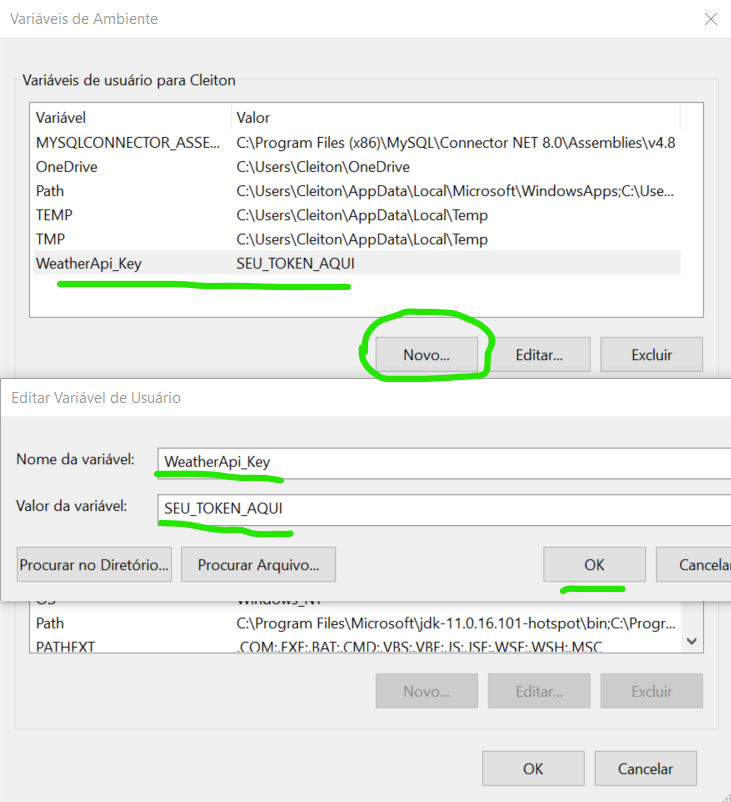 Variáveis de Ambiente
Variáveis de usuário para Cleiton
Variável Valor
MYSQLCONNECTOR_ASSE... C:\Program Files (x86)\MySQL\Connector NET 8.0\Assemblies\v4.8
OneDrive C:\Users\Cleiton\OneDrive
Path C:\Users\Cleiton\AppData\Local\Microsoft\WindowsApps;C:\Use...
TEMP C:\Users\Cleiton\AppData\Local\Temp
TMP C:\Users\Cleiton\AppData\Local\Temp
WeatherApi_Key SEU_TOKEN_AQUI
Novo... Editar... Excluir
Editar Variável de Usuário
Nome da variável: WeatherApi_Key
Valor da variável: SEU_TOKEN_AQUI
Procurar no Diretório... Procurar Arquivo... OK Cancelar
OS Windows_NT
Path C:\Program Files\Microsoft\jdk-11.0.16.101-hotspot\bin;C:\Progr...
PATHEXT .COM;.EXE;.BAT;.CMD;.VBS;.VBE;.JS;.JSE;.WSF;.WSH;.MSC
Novo... Editar... Excluir
OK Cancelar